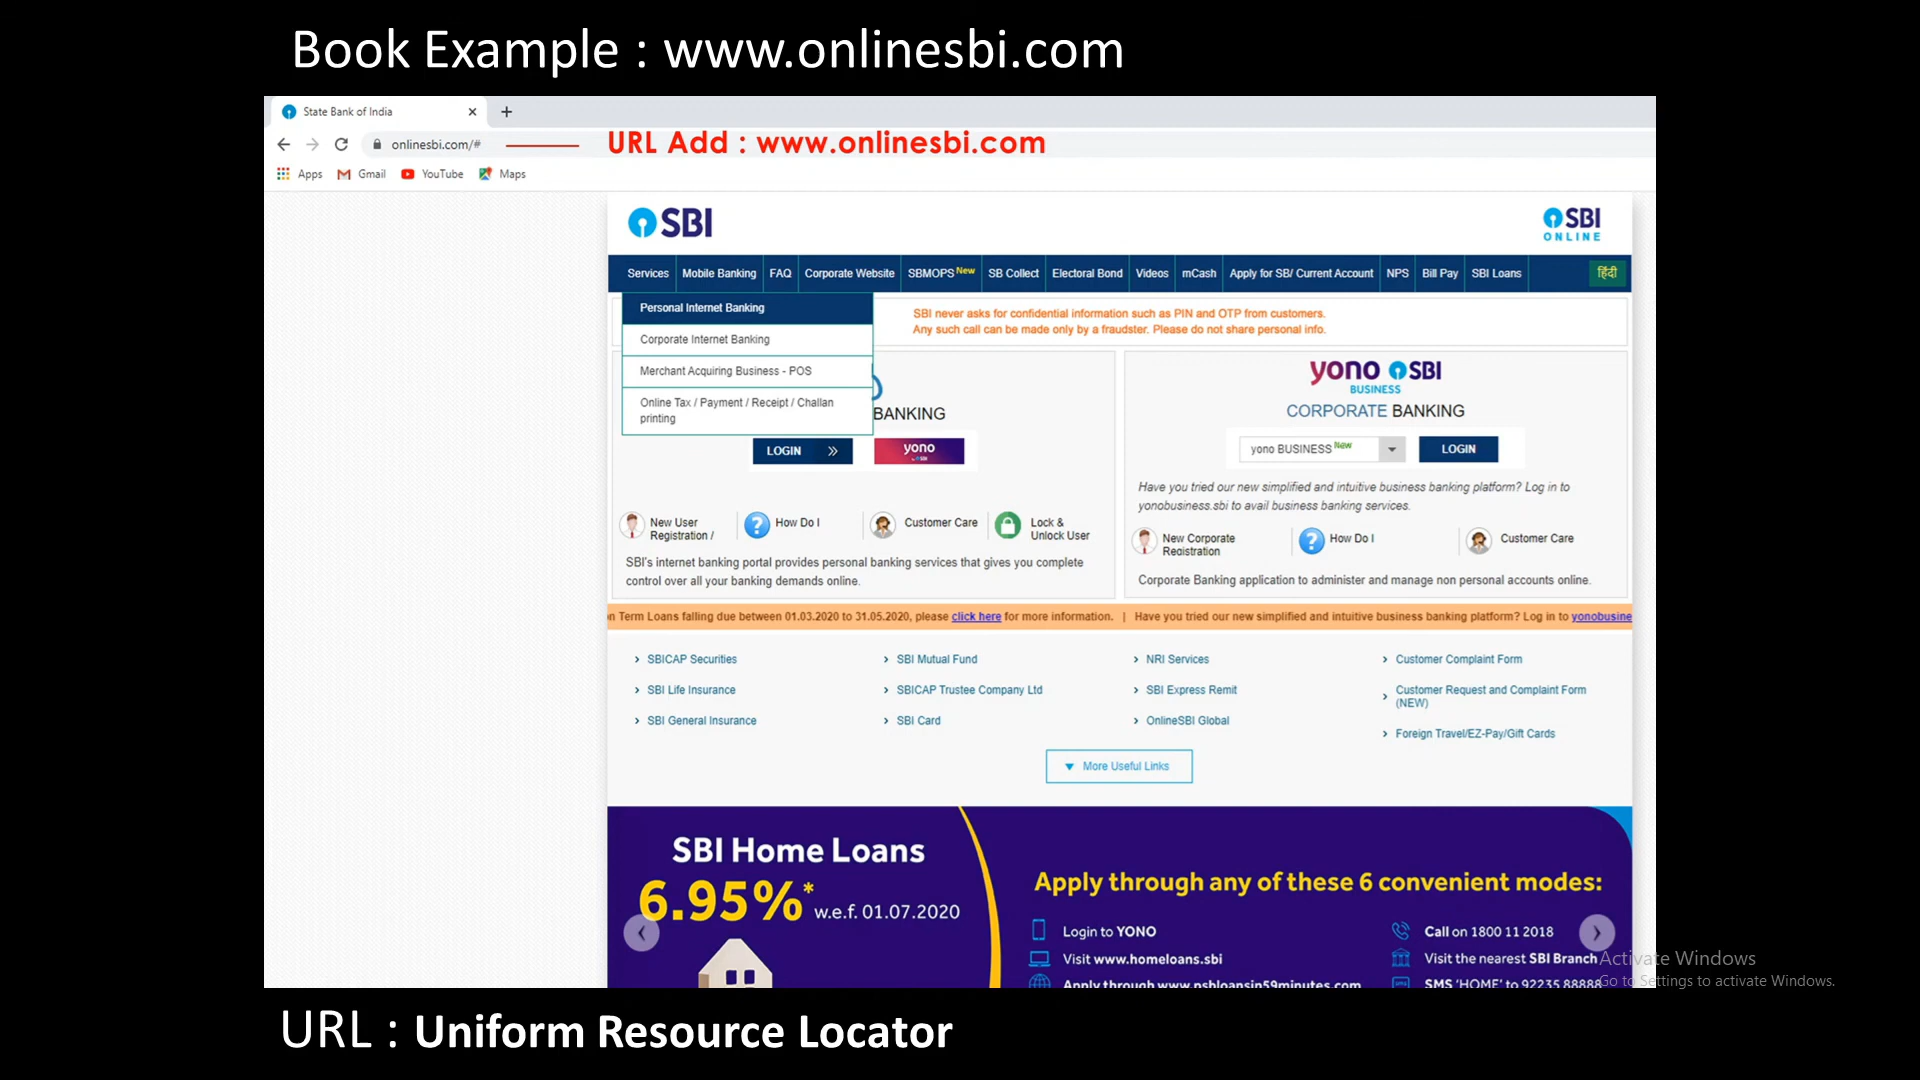 Book Example : www.onlinesbi.com
State Bank of India
onlinesbi.com/#
URL Add : www.onlinesbi.com
Apps Gmail YouTube Maps
SBI
SBI
ONLINE
Services Mobile Banking FAQ Corporate Website SBMOPS New SB Collect Electoral Bond Videos mCash Apply for SB/ Current Account NPS Bill Pay SBI Loans हिंदी
Personal Internet Banking
Corporate Internet Banking
Merchant Acquiring Business - POS
Online Tax / Payment / Receipt / Challan
printing
SBI never asks for confidential information such as PIN and OTP from customers.
Any such call can be made only by a fraudster. Please do not share personal info.
BANKING
LOGIN
yono
New User
Registration /
How Do I
Customer Care
Lock &
Unlock User
SBI's internet banking portal provides personal banking services that gives you complete
control over all your banking demands online.
yono SBI
BUSINESS
CORPORATE BANKING
yono BUSINESS New
LOGIN
Have you tried our new simplified and intuitive business banking platform? Log in to
yonobusiness.sbi to avail business banking services.
New Corporate
Registration
How Do I
Customer Care
Corporate Banking application to administer and manage non personal accounts online.
n Term Loans falling due between 01.03.2020 to 31.05.2020, please click here for more information. | Have you tried our new simplified and intuitive business banking platform? Log in to yonobusine
SBICAP Securities
SBI Life Insurance
SBI General Insurance
SBI Mutual Fund
SBICAP Trustee Company Ltd
SBI Card
NRI Services
SBI Express Remit
OnlineSBI Global
Customer Complaint Form
Customer Request and Complaint Form
(NEW)
Foreign Travel/EZ-Pay/Gift Cards
More Useful Links
SBI Home Loans
6.95%*
w.e.f. 01.07.2020
Apply through any of these 6 convenient modes:
Login to YONO
Visit www.homeloans.sbi
Apply through www.psbloansin59minutes.com
Call on 1800 11 2018
Visit the nearest SBI Branch
SMS 'HOME' to 92235 88888
Activate Windows
Go to Settings to activate Windows.
URL : Uniform Resource Locator